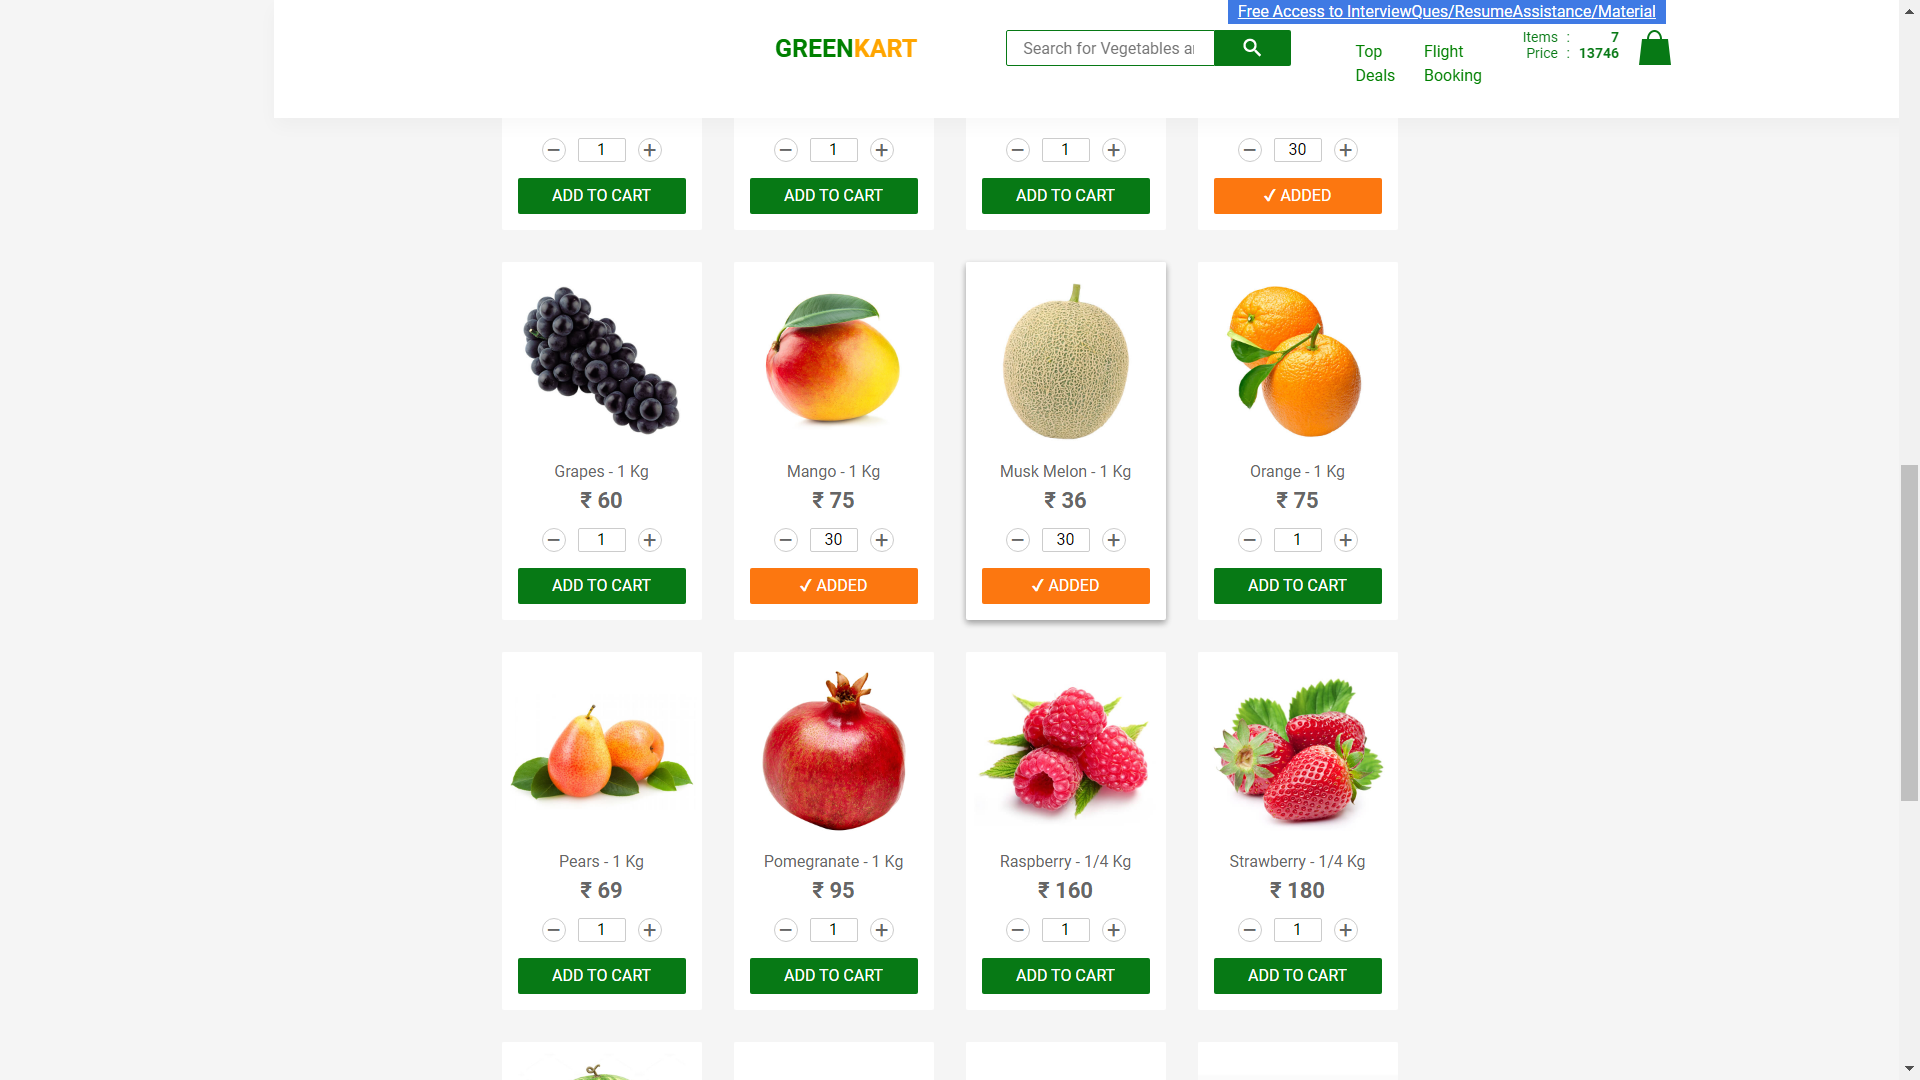 Free Access to InterviewQues/ResumeAssistance/Material
GREENKART
Search for Vegetables ar
Top
Deals
Flight
Booking
Items : 7
Price : 13746
− 1 +
− 1 +
− 1 +
− 30 +
ADD TO CART
ADD TO CART
ADD TO CART
✓ ADDED
Grapes - 1 Kg
Mango - 1 Kg
Musk Melon - 1 Kg
Orange - 1 Kg
₹ 60
₹ 75
₹ 36
₹ 75
− 1 +
− 30 +
− 30 +
− 1 +
ADD TO CART
✓ ADDED
✓ ADDED
ADD TO CART
Pears - 1 Kg
Pomegranate - 1 Kg
Raspberry - 1/4 Kg
Strawberry - 1/4 Kg
₹ 69
₹ 95
₹ 160
₹ 180
− 1 +
− 1 +
− 1 +
− 1 +
ADD TO CART
ADD TO CART
ADD TO CART
ADD TO CART